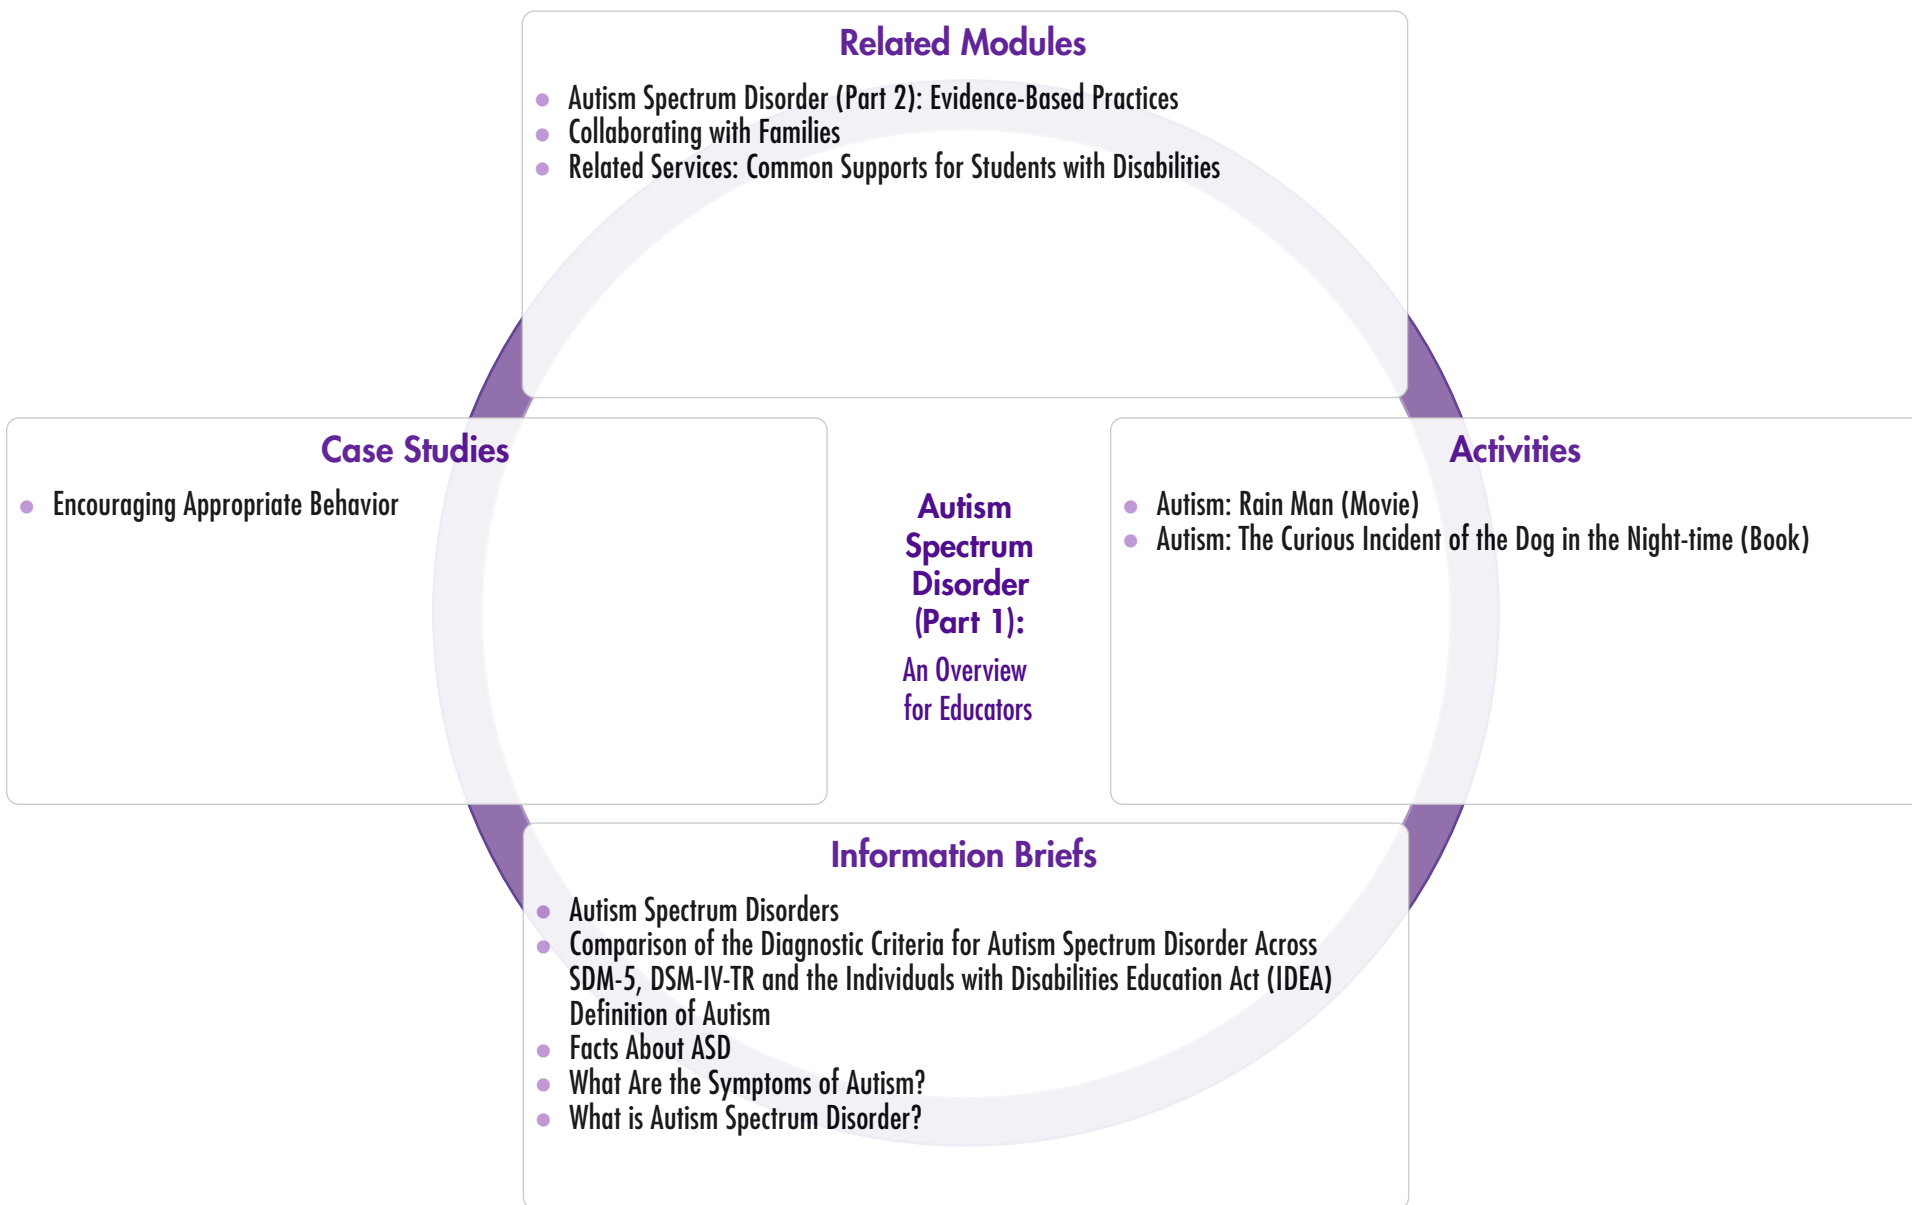 Related Modules
Autism Spectrum Disorder (Part 2): Evidence-Based Practices
Collaborating with Families
Related Services: Common Supports for Students with Disabilities
Case Studies
Encouraging Appropriate Behavior
Autism
Spectrum
Disorder
(Part 1):
An Overview
for Educators
Activities
Autism: Rain Man (Movie)
Autism: The Curious Incident of the Dog in the Night-time (Book)
Information Briefs
Autism Spectrum Disorders
Comparison of the Diagnostic Criteria for Autism Spectrum Disorder Across
SDM-5, DSM-IV-TR and the Individuals with Disabilities Education Act (IDEA)
Definition of Autism
Facts About ASD
What Are the Symptoms of Autism?
What is Autism Spectrum Disorder?